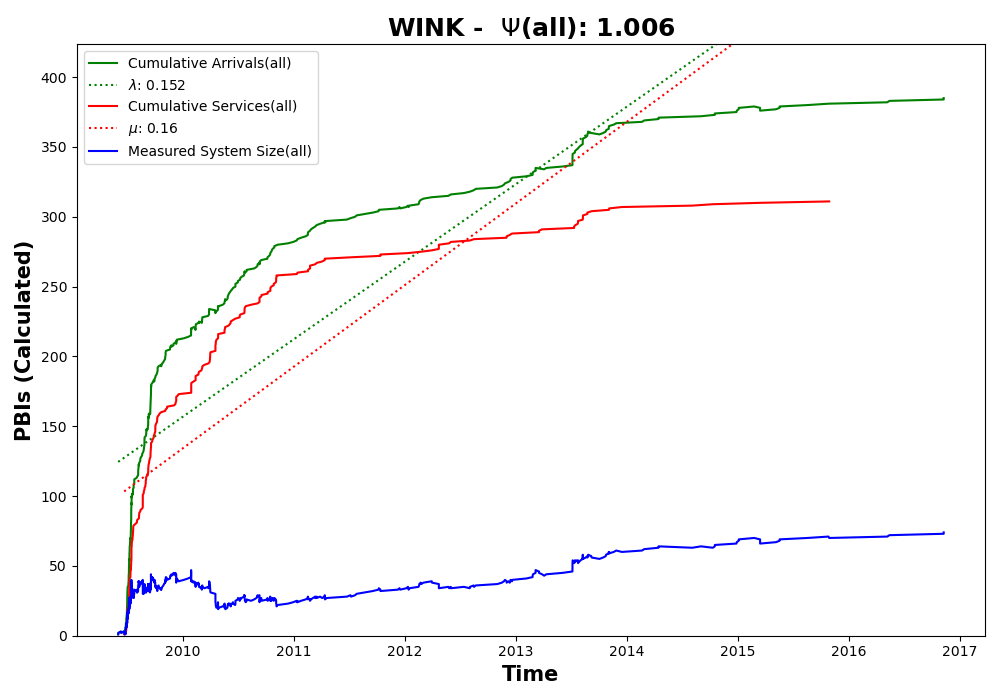 WINK - Ψ(all): 1.006
Cumulative Arrivals(all)
λ: 0.152
Cumulative Services(all)
μ: 0.16
Measured System Size(all)
PBIs (Calculated)
400
350
300
250
200
150
100
50
0
2010 2011 2012 2013 2014 2015 2016 2017
Time